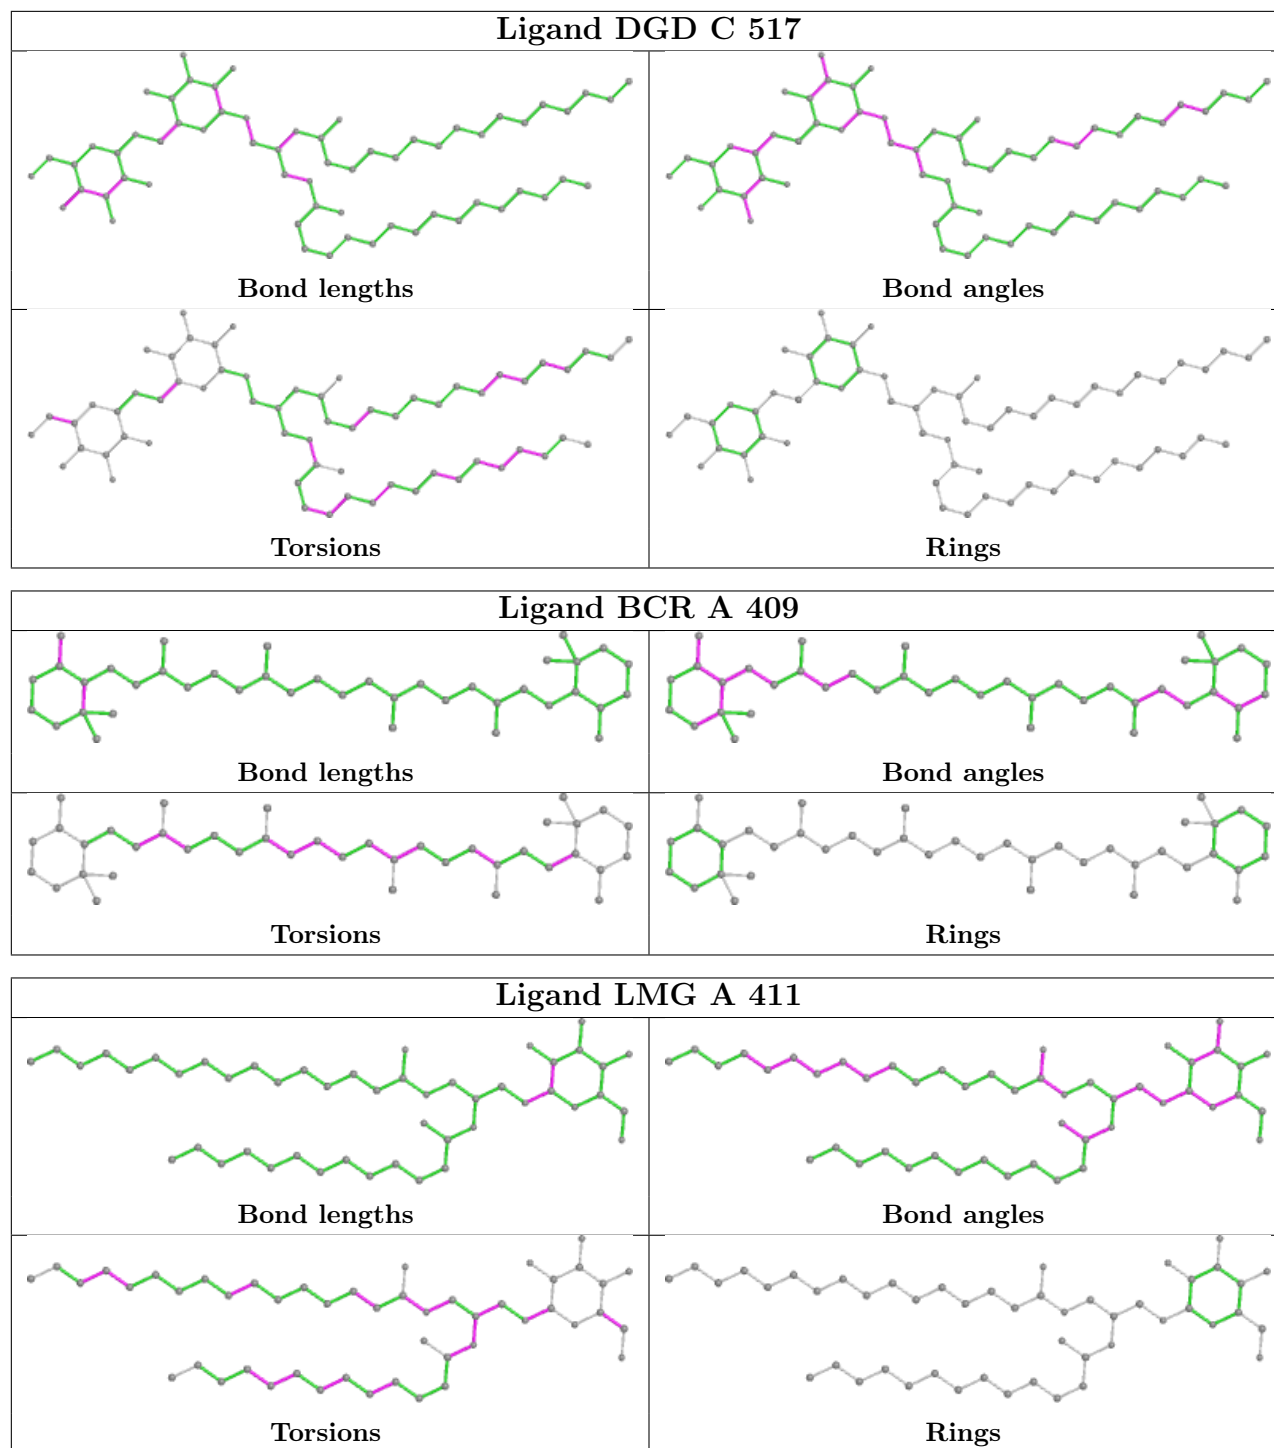 Ligand DGD C 517
Bond lengths
Bond angles
Torsions
Rings
Ligand BCR A 409
Bond lengths
Bond angles
Torsions
Rings
Ligand LMG A 411
Bond lengths
Bond angles
Torsions
Rings